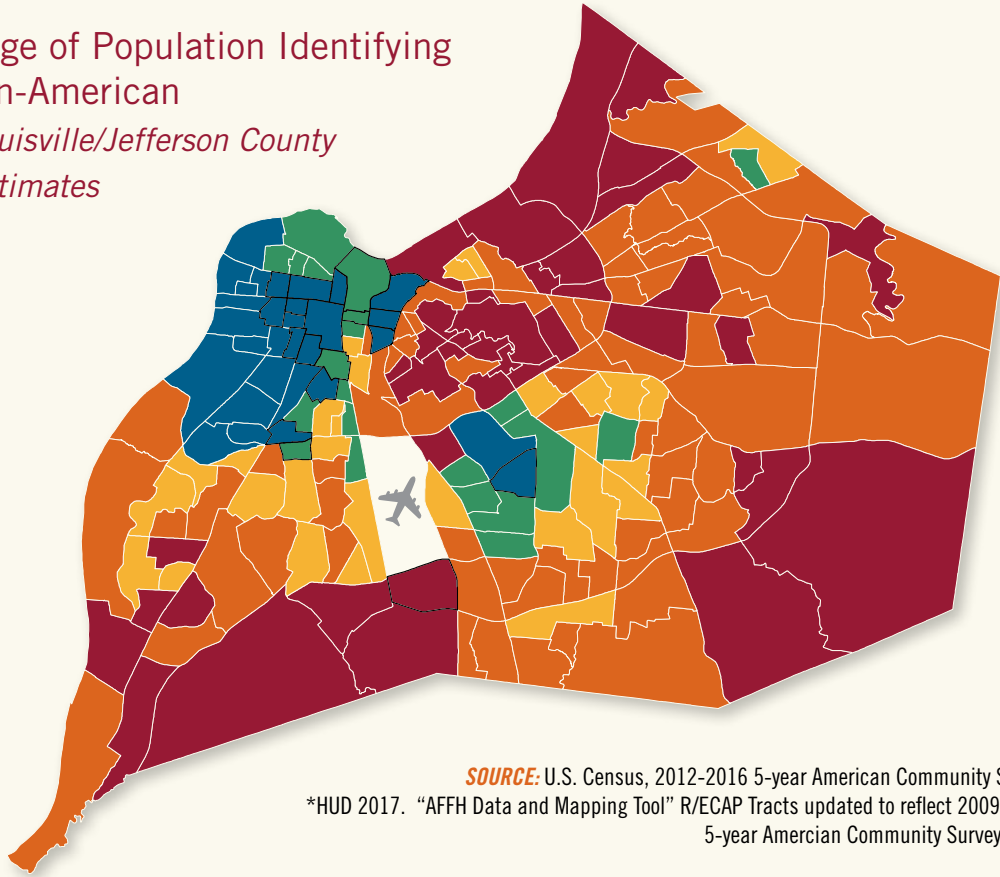 ge of Population Identifying
n-American
uisville/Jefferson County
timates
SOURCE: U.S. Census, 2012-2016 5-year American Community S
*HUD 2017. “AFFH Data and Mapping Tool” R/ECAP Tracts updated to reflect 2009
5-year Amercian Community Survey